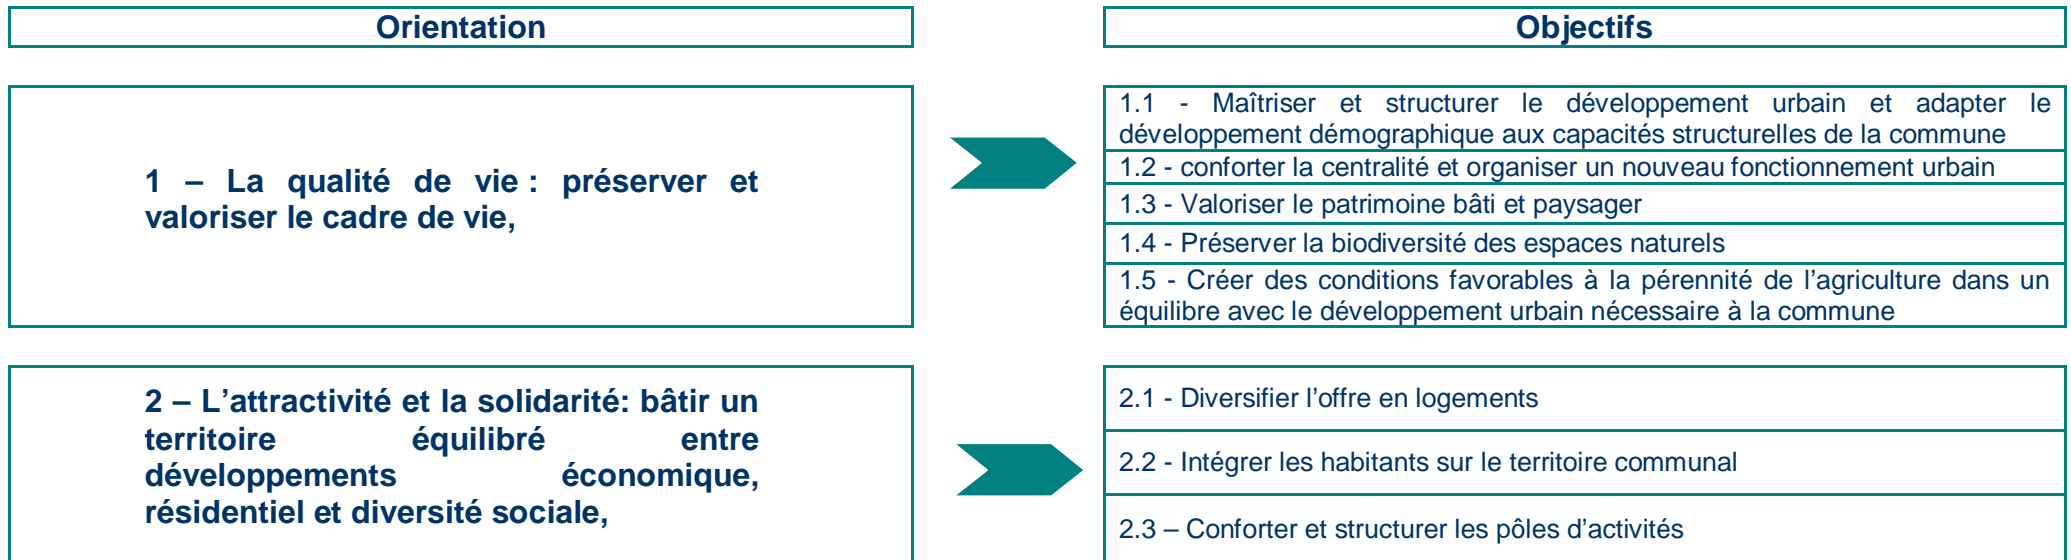 Orientation
Objectifs
1 – La qualité de vie : préserver et
valoriser le cadre de vie,
1.1 - Maîtriser et structurer le développement urbain et adapter le
développement démographique aux capacités structurelles de la commune
1.2 - conforter la centralité et organiser un nouveau fonctionnement urbain
1.3 - Valoriser le patrimoine bâti et paysager
1.4 - Préserver la biodiversité des espaces naturels
1.5 - Créer des conditions favorables à la pérennité de l’agriculture dans un
équilibre avec le développement urbain nécessaire à la commune
2 – L’attractivité et la solidarité: bâtir un
territoire équilibré entre
développements économique,
résidentiel et diversité sociale,
2.1 - Diversifier l’offre en logements
2.2 - Intégrer les habitants sur le territoire communal
2.3 – Conforter et structurer les pôles d’activités